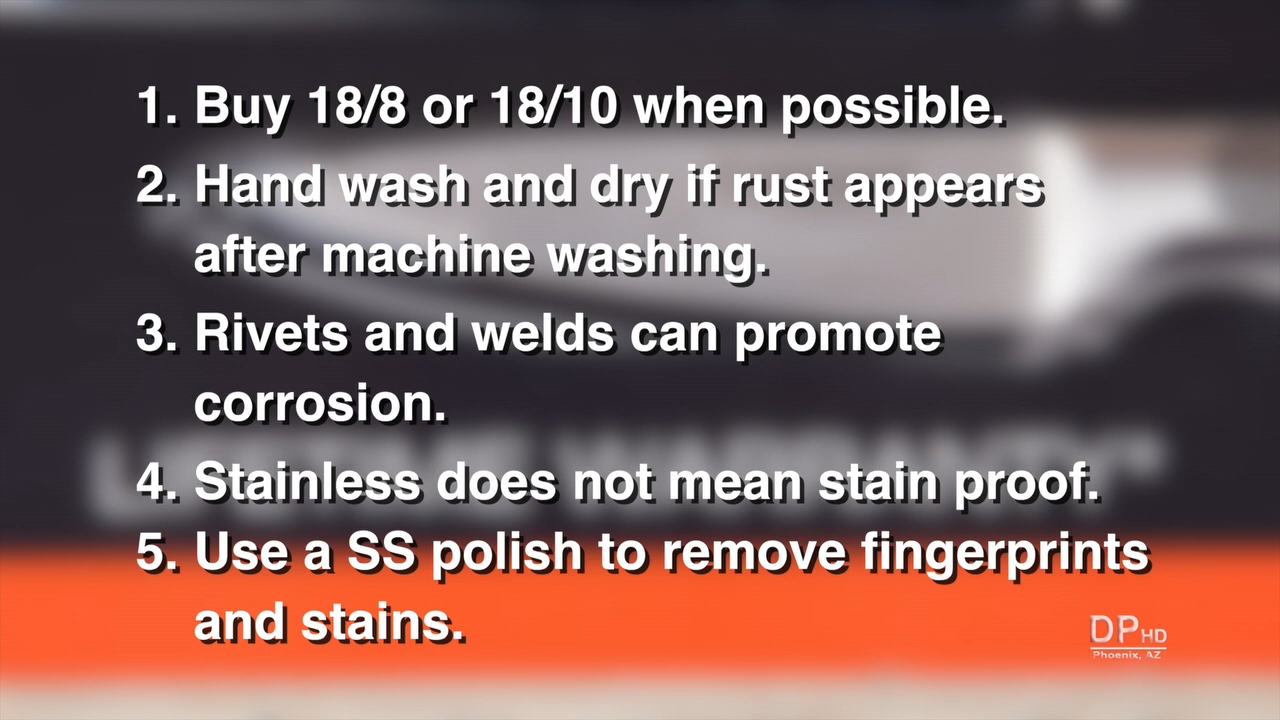 1. Buy 18/8 or 18/10 when possible.
2. Hand wash and dry if rust appears
after machine washing.
3. Rivets and welds can promote
corrosion.
4. Stainless does not mean stain proof.
5. Use a SS polish to remove fingerprints
and stains.
DP HD
Phoenix, AZ